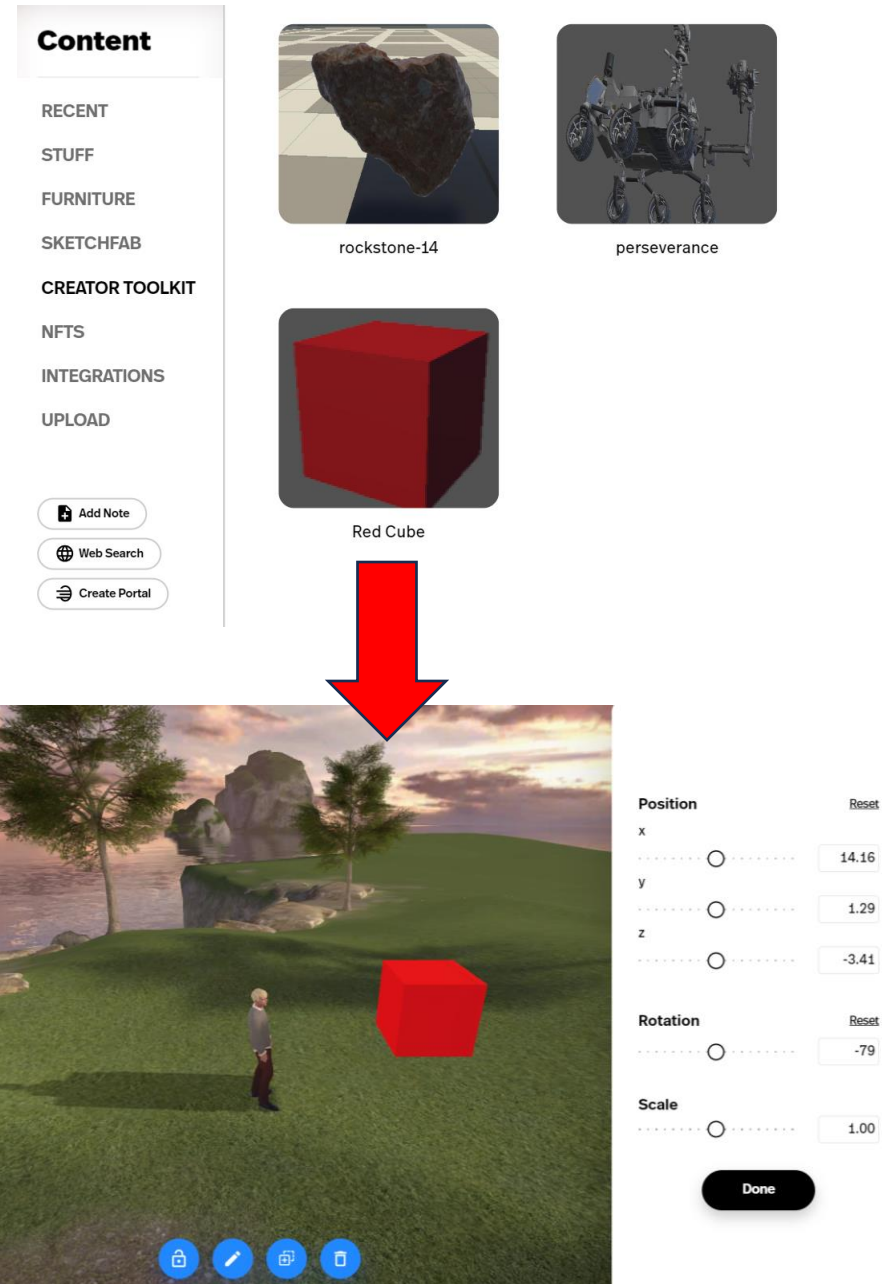 Content
RECENT
STUFF
FURNITURE
SKETCHFAB
CREATOR TOOLKIT
NFTS
INTEGRATIONS
UPLOAD
Add Note
Web Search
Create Portal
rockstone-14
perseverance
Red Cube
Position Reset
x
14.16
y
1.29
z
-3.41
Rotation Reset
-79
Scale
1.00
Done